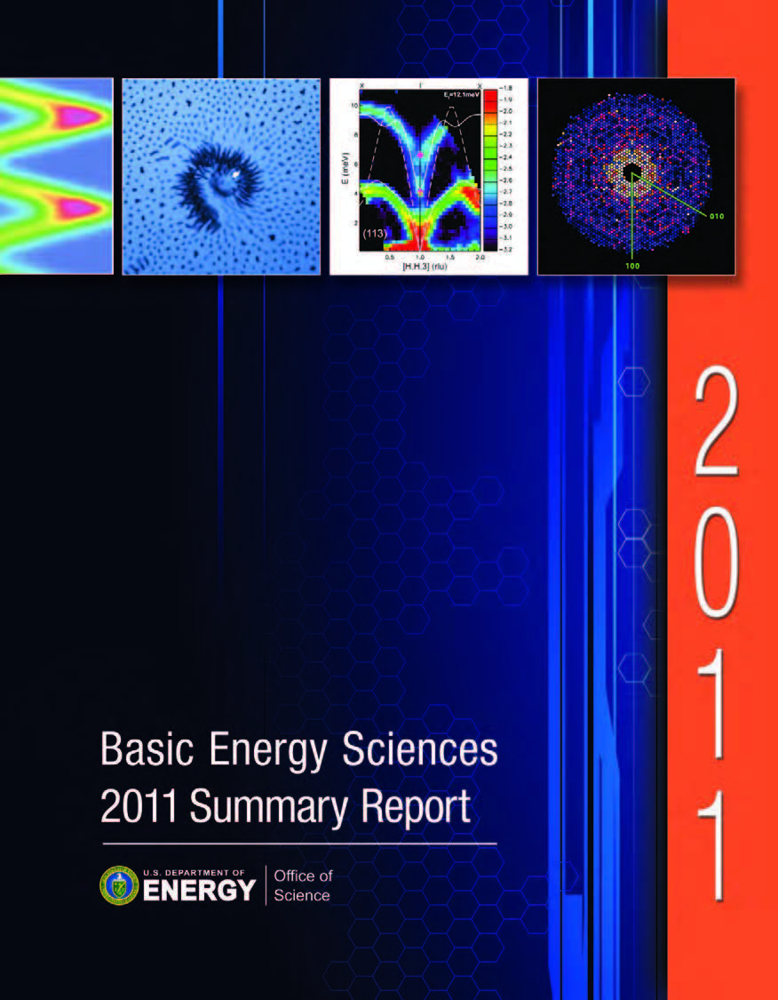 X Γ X
Ei=12.1meV
10
8
6
4
2
E (meV)
(113)
0.5 1.0 1.5 2.0
[H.H.3] (rlu)
-1.8
-1.9
-2.0
-2.1
-2.2
-2.3
-2.4
-2.5
-2.6
-2.7
-2.8
-2.9
-3.0
-3.1
-3.2
010
100
2
0
1
1
Basic Energy Sciences
2011 Summary Report
U.S. DEPARTMENT OF
ENERGY
Office of
Science